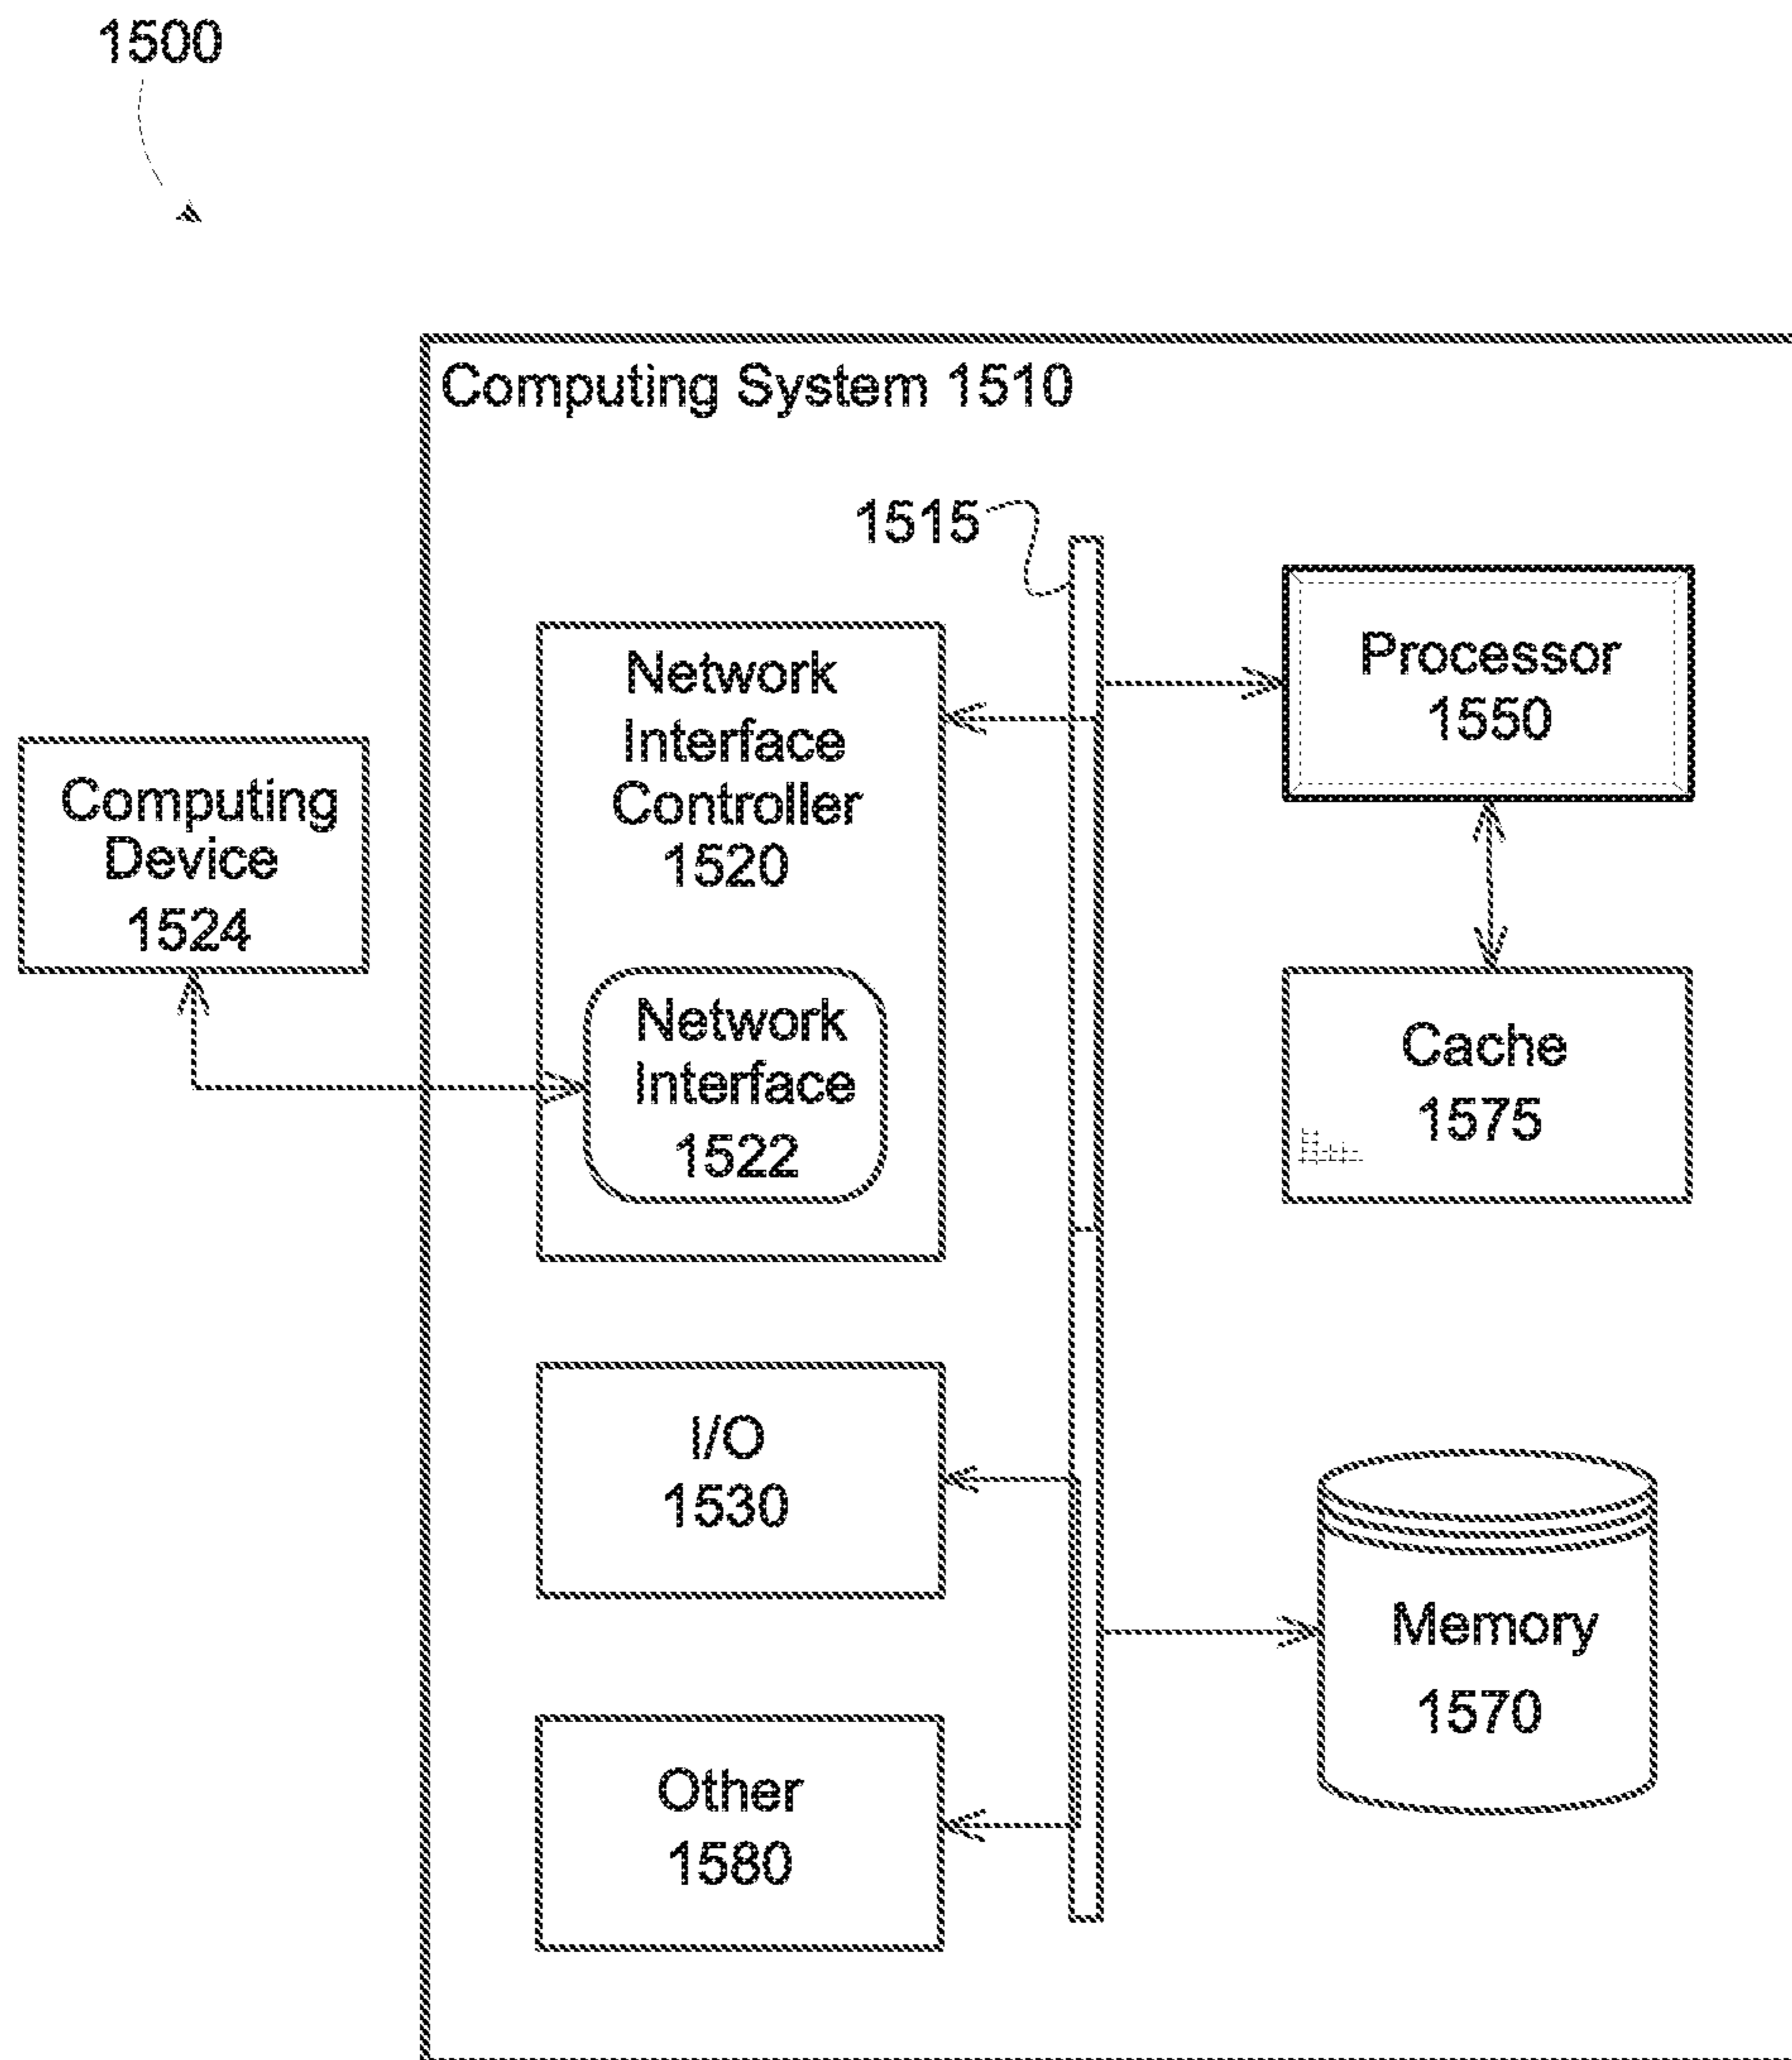 1500
Computing System 1510
1515
Network
Interface
Controller
1520
Network
Interface
1522
Computing
Device
1524
Processor
1550
Cache
1575
I/O
1530
Memory
1570
Other
1580